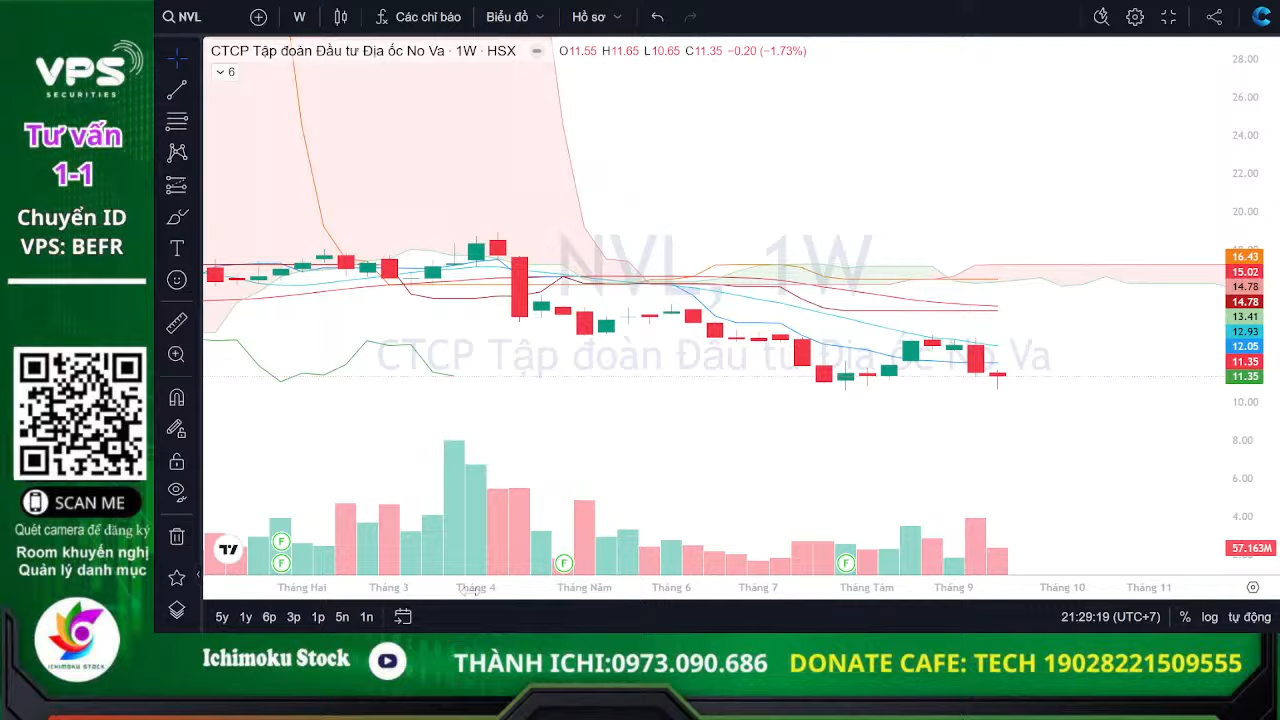 VPS
SECURITIES
Tư vấn
1-1
Chuyển ID
VPS: BEFR
SCAN ME
Quét camera để đăng ký
Room khuyến nghị
Quản lý danh mục
ICHIMOKU STOCK
NVL
W
Các chỉ báo
Biểu đồ
Hồ sơ
CTCP Tập đoàn Đầu tư Địa ốc No Va · 1W · HSX
O11.55 H11.65 L10.65 C11.35 −0.20 (−1.73%)
6
NVL, 1W
CTCP Tập đoàn Đầu tư Địa ốc No Va
28.00
26.00
24.00
22.00
20.00
16.43
15.02
14.78
14.78
13.41
12.93
12.05
11.35
11.35
10.00
8.00
6.00
4.00
57.163M
F
F
F
F
Tháng Hai
Tháng 3
Tháng 4
Tháng Năm
Tháng 6
Tháng 7
Tháng Tám
Tháng 9
Tháng 10
Tháng 11
5y 1y 6p 3p 1p 5n 1n
21:29:19 (UTC+7)
% log tự động
Ichimoku Stock
THÀNH ICHI:0973.090.686
DONATE CAFE: TECH 19028221509555